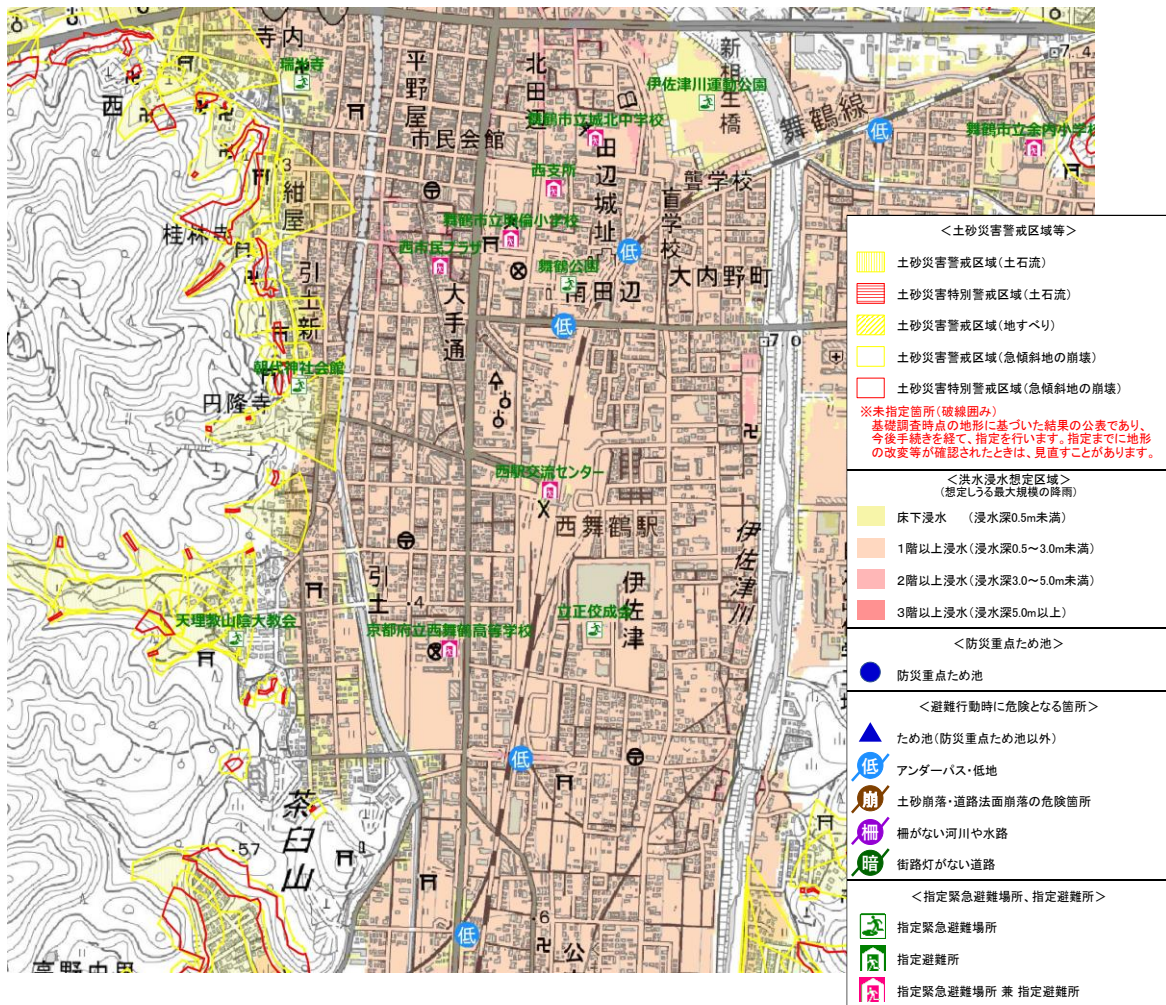 寺内
瑞光寺
西
平野屋
市民会館
北田辺
舞鶴市立城北中学校
伊佐津川運動公園
新相生橋
舞鶴線
低
舞鶴市立余内小学校
7.4
3
紺屋
西支所
田辺城址
聾学校
盲学校
桂林寺
舞鶴市立明倫小学校
西市民プラザ
低
引土新
大手通
舞鶴公園
南田辺
大内野町
低
7.0
朝代神社会館
円隆寺
50
西駅交流センター
西舞鶴駅
伊佐津川
引土
.4
伊佐津
立正佼成会
天理教山陰大教会
京都府立西舞鶴高等学校
低
茶臼山
.57
低
.6
公
高野由里
<土砂災害警戒区域等>
土砂災害警戒区域(土石流)
土砂災害特別警戒区域(土石流)
土砂災害警戒区域(地すべり)
土砂災害警戒区域(急傾斜地の崩壊)
土砂災害特別警戒区域(急傾斜地の崩壊)
※未指定箇所(破線囲み)
基礎調査時点の地形に基づいた結果の公表であり、
今後手続きを経て、指定を行います。指定までに地形
の改変等が確認されたときは、見直すことがあります。
<洪水浸水想定区域>
(想定しうる最大規模の降雨)
床下浸水 (浸水深0.5m未満)
1階以上浸水(浸水深0.5～3.0m未満)
2階以上浸水(浸水深3.0～5.0m未満)
3階以上浸水(浸水深5.0m以上)
<防災重点ため池>
防災重点ため池
<避難行動時に危険となる箇所>
ため池(防災重点ため池以外)
低 アンダーパス・低地
崩 土砂崩落・道路法面崩落の危険箇所
柵 柵がない河川や水路
暗 街路灯がない道路
<指定緊急避難場所、指定避難所>
指定緊急避難場所
指定避難所
指定緊急避難場所 兼 指定避難所